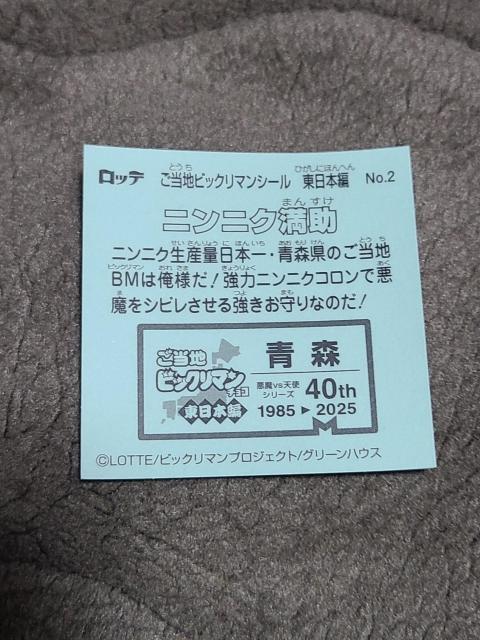 ロッテ ご当地ビックリマンシール 東日本編 No.2
ニンニク満助
ニンニク生産量日本一・青森県のご当地
BMは俺様だ!強力ニンニクコロンで悪
魔をシビレさせる強きお守りなのだ!
ご当地
ビックリマン
チョコ
東日本編
青森
悪魔vs天使
シリーズ
40th
1985▶2025
©LOTTE/ビックリマンプロジェクト/グリーンハウス